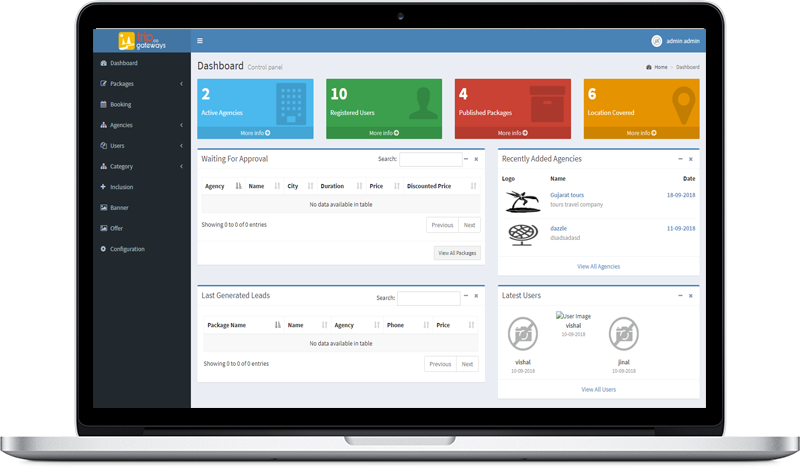 trip
gateways
admin admin
Dashboard
Packages
Booking
Agencies
Users
Category
Inclusion
Banner
Offer
Configuration
Dashboard Control panel
Home > Dashboard
2
Active Agencies
More info
10
Registered Users
More info
4
Published Packages
More info
6
Location Covered
More info
Waiting For Approval
Search:
Agency Name City Duration Price Discounted Price
No data available in table
Showing 0 to 0 of 0 entries
Previous Next
View All Packages
Recently Added Agencies
Logo Name Date
Gujarat tours 18-09-2018
tours travel company
dazzle 11-09-2018
dsadsadasd
View All Agencies
Last Generated Leads
Search:
Package Name Name Agency Phone Price
No data available in table
Showing 0 to 0 of 0 entries
Previous Next
Latest Users
User Image
vishal
10-09-2018
vishal
10-09-2018
jinal
10-09-2018
View All Users